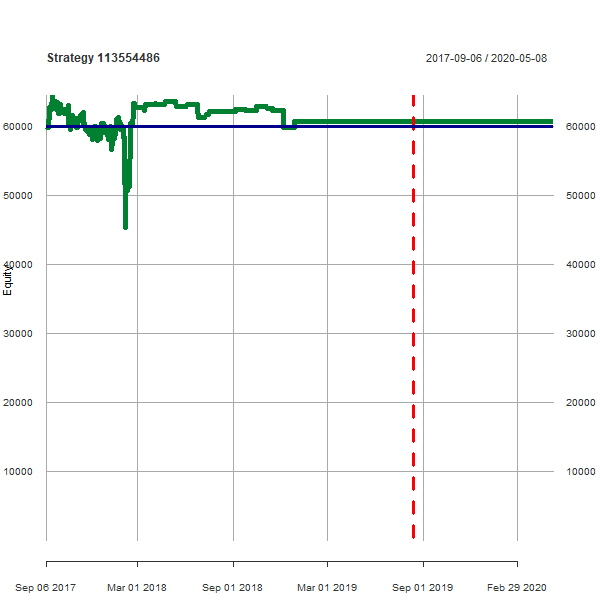 Strategy 113554486
2017-09-06 / 2020-05-08
60000
60000
50000
50000
40000
40000
Equity
30000
30000
20000
20000
10000
10000
Sep 06 2017
Mar 01 2018
Sep 01 2018
Mar 01 2019
Sep 01 2019
Feb 29 2020